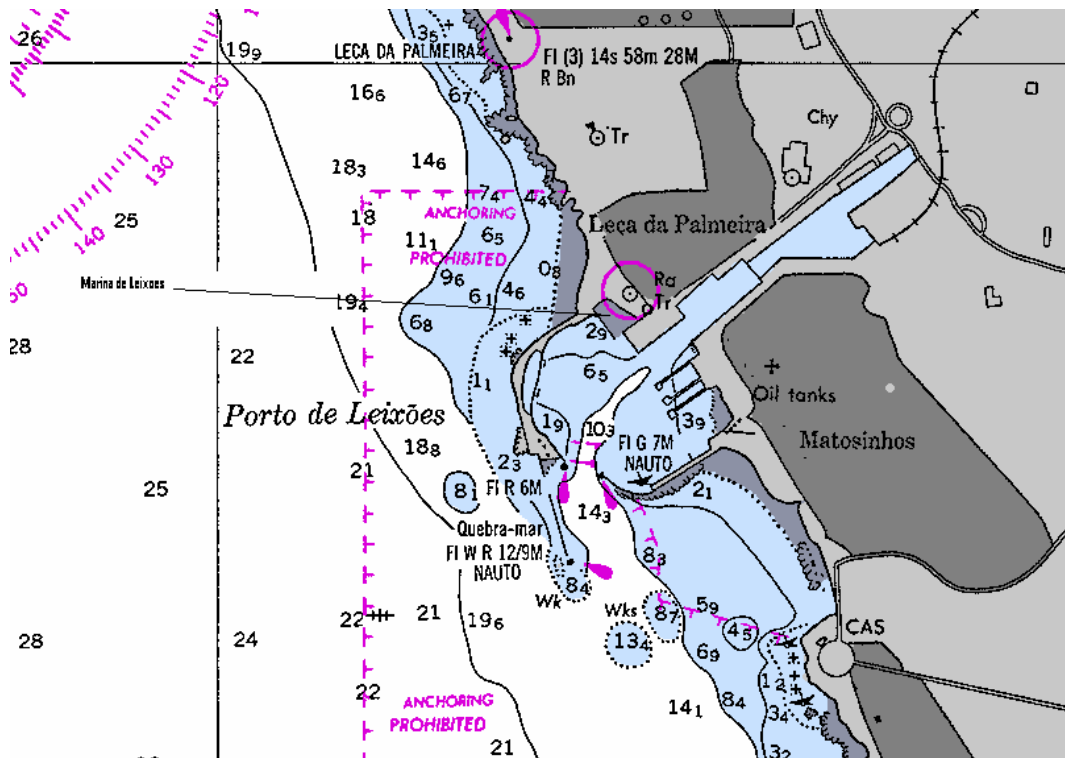 26
19₉
3₅
LEÇA DA PALMEIRA
Fl (3) 14s 58m 28M
R Bn
120
16₆
6₇
Tr
Chy
130
18₃
14₆
7₄
4₄
25
140
18
ANCHORING
PROHIBITED
11₁
6₅
Leça da Palmeira
0₈
9₆
4₆
6₁
Ra
Tr
Marina de Leixoes
19₄
6₈
2₉
28
22
1₁
6₅
Oil tanks
Porto de Leixões
1₉
10₃
3₉
Fl G 7M
NAUTO
Matosinhos
18₈
21
2₃
25
8₁
Fl R 6M
2₁
14₃
Quebra-mar
Fl W R 12/9M
NAUTO
8₃
8₄
Wk
Wks
5₉
22
21
19₆
8₇
4₅
CAS
28
24
13₄
6₉
22
1₂
ANCHORING
PROHIBITED
14₁
8₄
3₄
21
3₂